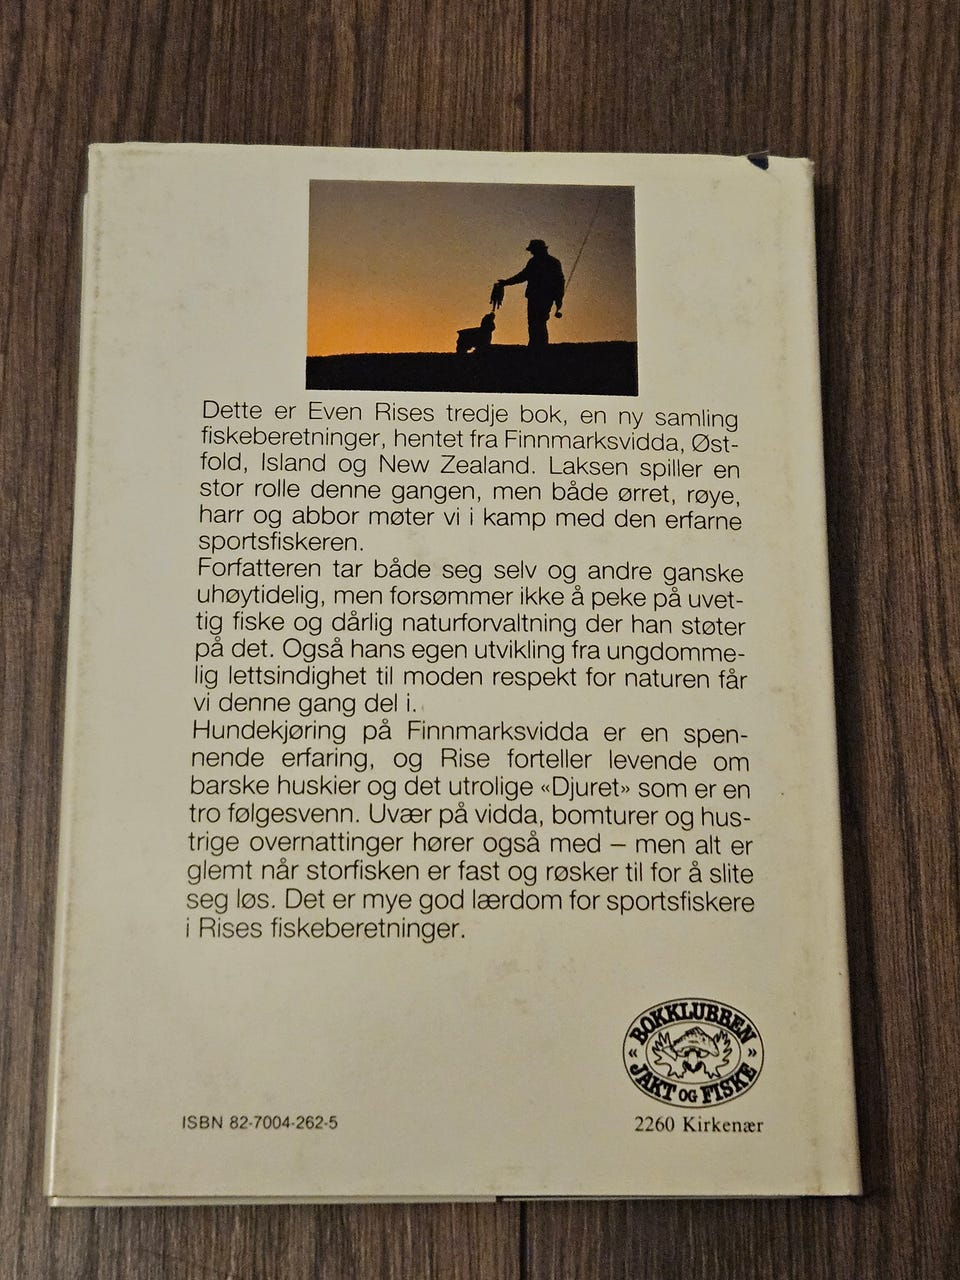 Dette er Even Rises tredje bok, en ny samling
fiskeberetninger, hentet fra Finnmarksvidda, Øst-
fold, Island og New Zealand. Laksen spiller en
stor rolle denne gangen, men både ørret, røye,
harr og abbor møter vi i kamp med den erfarne
sportsfiskeren.
Forfatteren tar både seg selv og andre ganske
uhøytidelig, men forsømmer ikke å peke på uvet-
tig fiske og dårlig naturforvaltning der han støter
på det. Også hans egen utvikling fra ungdomme-
lig lettsindighet til moden respekt for naturen får
vi denne gang del i.
Hundekjøring på Finnmarksvidda er en spen-
nende erfaring, og Rise forteller levende om
barske huskier og det utrolige «Djuret» som er en
tro følgesvenn. Uvær på vidda, bomturer og hus-
trige overnattinger hører også med – men alt er
glemt når storfisken er fast og røsker til for å slite
seg løs. Det er mye god lærdom for sportsfiskere
i Rises fiskeberetninger.
BOKKLUBBEN
« »
JAKT OG FISKE
ISBN 82-7004-262-5
2260 Kirkenær